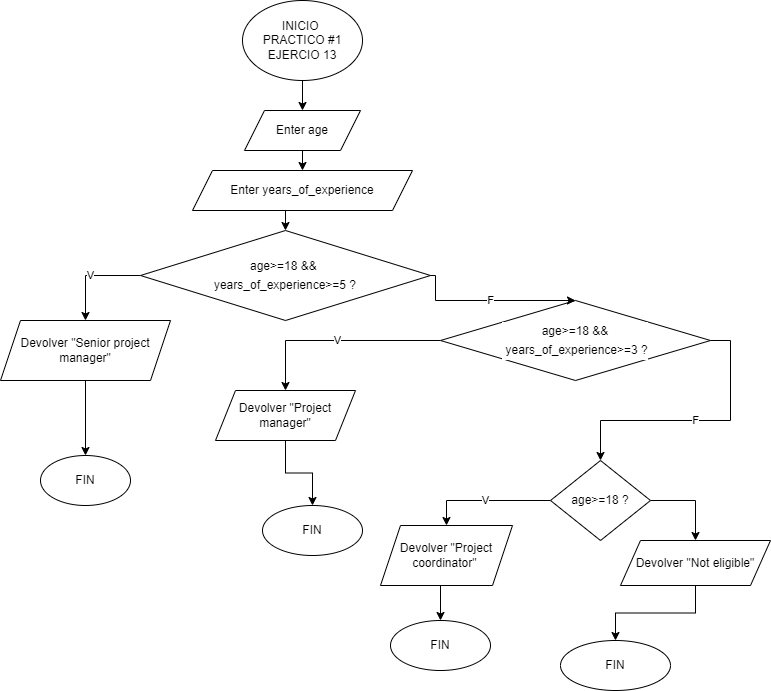 INICIO
PRACTICO #1
EJERCIO 13
Enter age
Enter years_of_experience
age>=18 &&
years_of_experience>=5 ?
V
F
Devolver "Senior project
manager"
age>=18 &&
years_of_experience>=3 ?
V
F
Devolver "Project
manager"
FIN
FIN
age>=18 ?
V
Devolver "Project
coordinator"
Devolver "Not eligible"
FIN
FIN